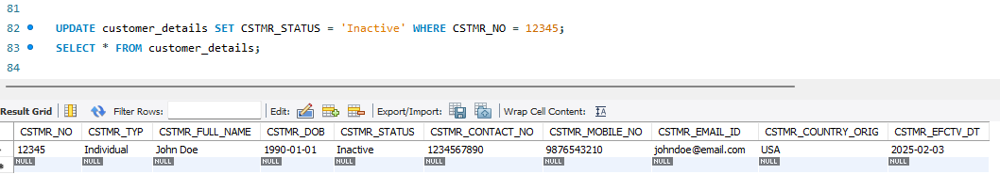 81
82 UPDATE customer_details SET CSTMR_STATUS = 'Inactive' WHERE CSTMR_NO = 12345;
83 SELECT * FROM customer_details;
84
Result Grid Filter Rows: Edit: Export/Import: Wrap Cell Content: IA
CSTMR_NO CSTMR_TYP CSTMR_FULL_NAME CSTMR_DOB CSTMR_STATUS CSTMR_CONTACT_NO CSTMR_MOBILE_NO CSTMR_EMAIL_ID CSTMR_COUNTRY_ORIG CSTMR_EFCTV_DT
12345 Individual John Doe 1990-01-01 Inactive 1234567890 9876543210 johndoe@email.com USA 2025-02-03
NULL NULL NULL NULL NULL NULL NULL NULL NULL NULL